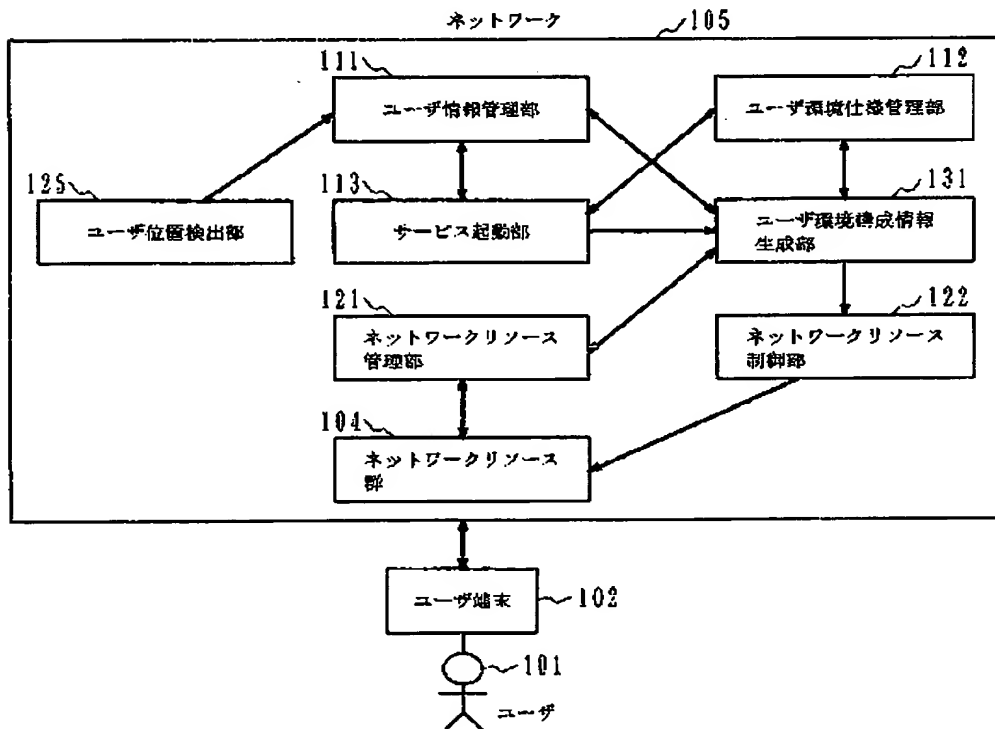 ネットワーク
105
111
ユーザ情報管理部
112
ユーザ環境仕様管理部
125
ユーザ位置検出部
113
サービス起動部
131
ユーザ環境構成情報
生成部
121
ネットワークリソース
管理部
122
ネットワークリソース
制御部
104
ネットワークリソース
群
ユーザ端末
102
101
ユーザ